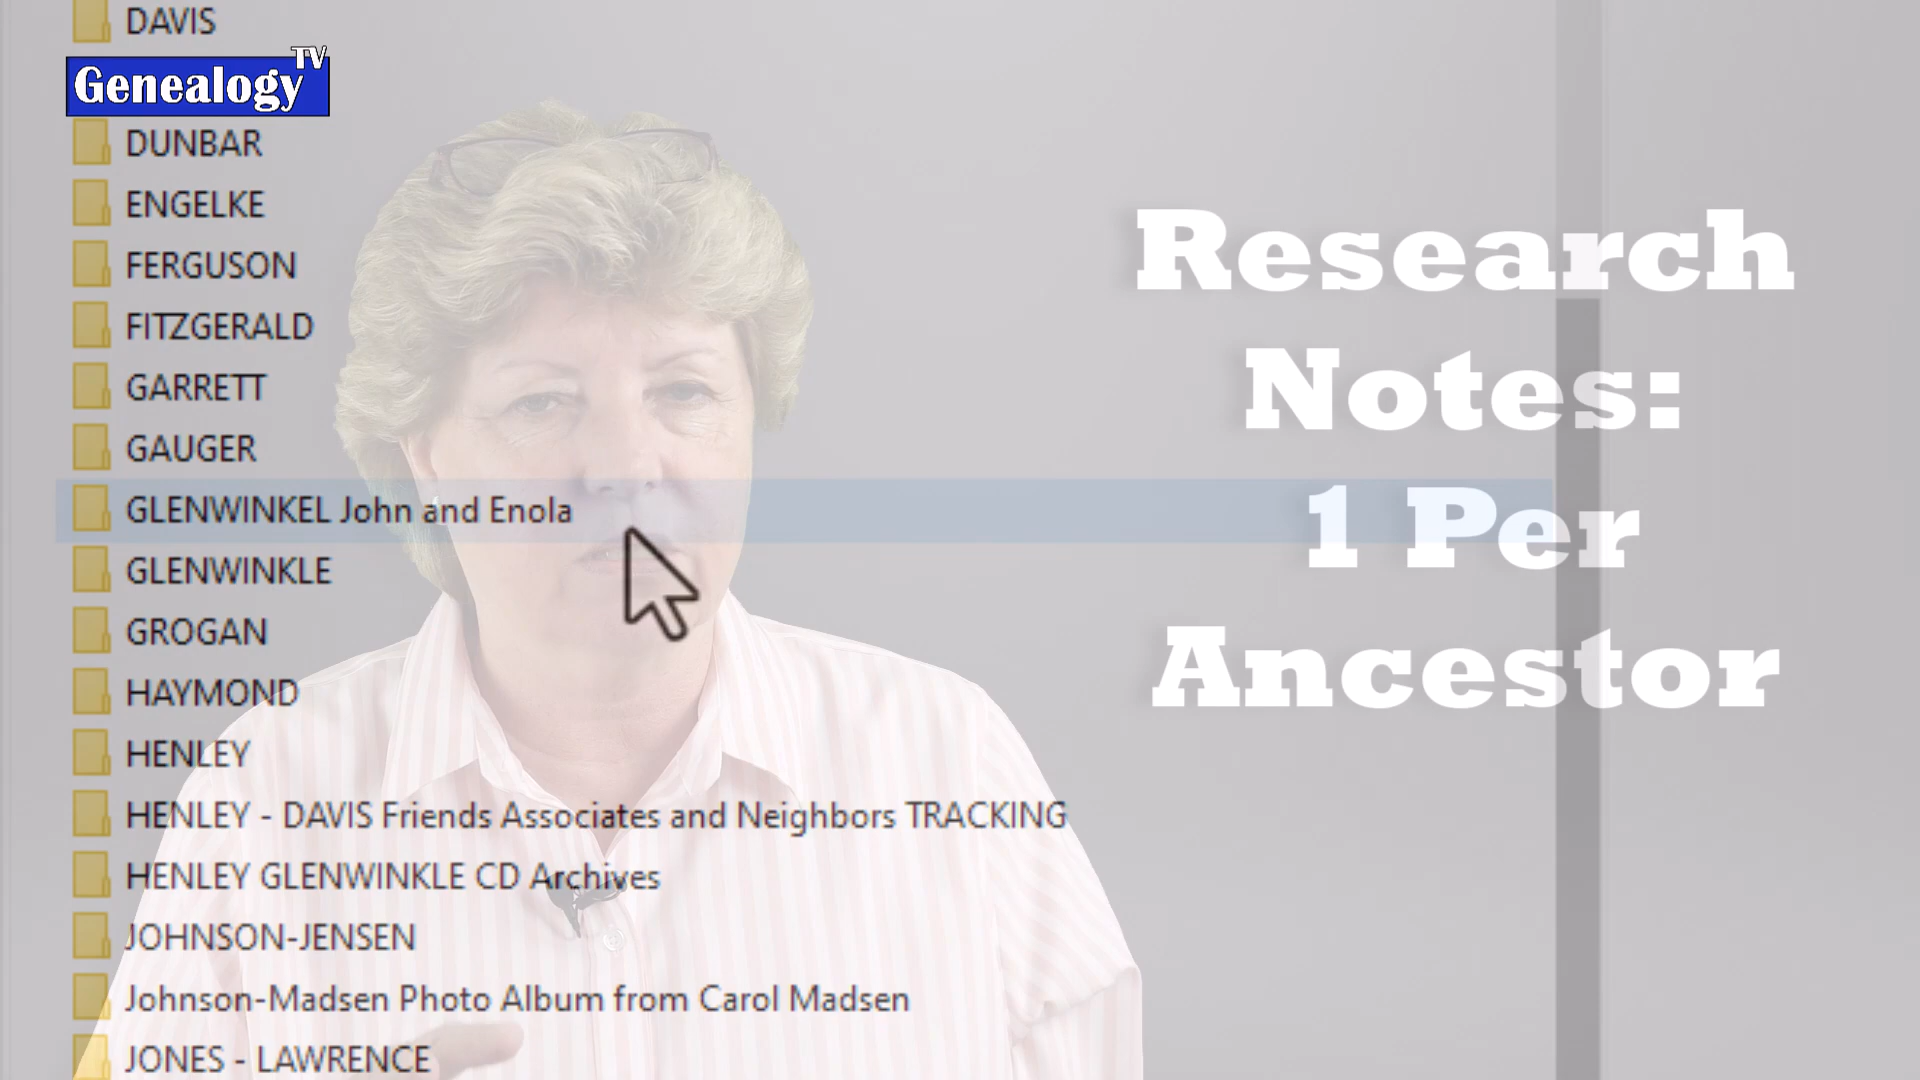 DAVIS
Genealogy TV
DUNBAR
ENGELKE
FERGUSON
FITZGERALD
GARRETT
GAUGER
GLENWINKEL John and Enola
GLENWINKLE
GROGAN
HAYMOND
HENLEY
HENLEY - DAVIS Friends Associates and Neighbors TRACKING
HENLEY GLENWINKLE CD Archives
JOHNSON-JENSEN
Johnson-Madsen Photo Album from Carol Madsen
JONES - LAWRENCE
Research
Notes:
1 Per
Ancestor